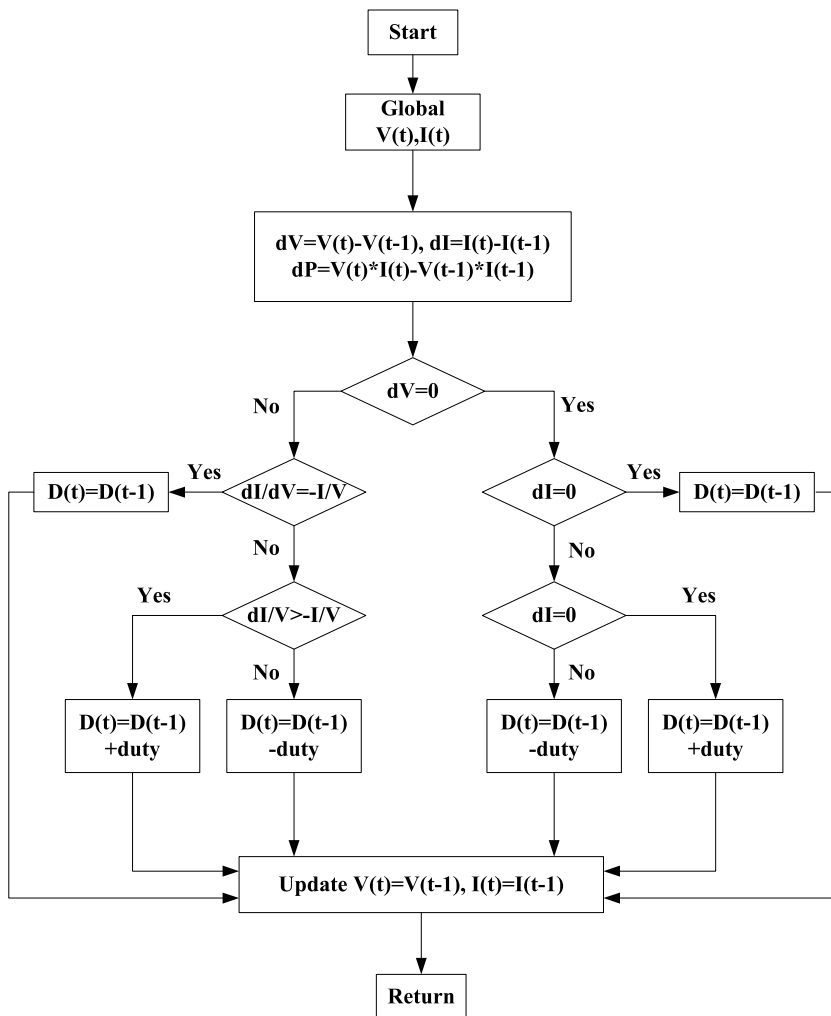 Start
Global
V(t),I(t)
dV=V(t)-V(t-1), dI=I(t)-I(t-1)
dP=V(t)*I(t)-V(t-1)*I(t-1)
dV=0
No
Yes
D(t)=D(t-1)
Yes
dI/dV=-I/V
dI=0
Yes
D(t)=D(t-1)
No
No
Yes
dI/V>-I/V
dI=0
Yes
No
No
D(t)=D(t-1)
+duty
D(t)=D(t-1)
-duty
D(t)=D(t-1)
-duty
D(t)=D(t-1)
+duty
Update V(t)=V(t-1), I(t)=I(t-1)
Return